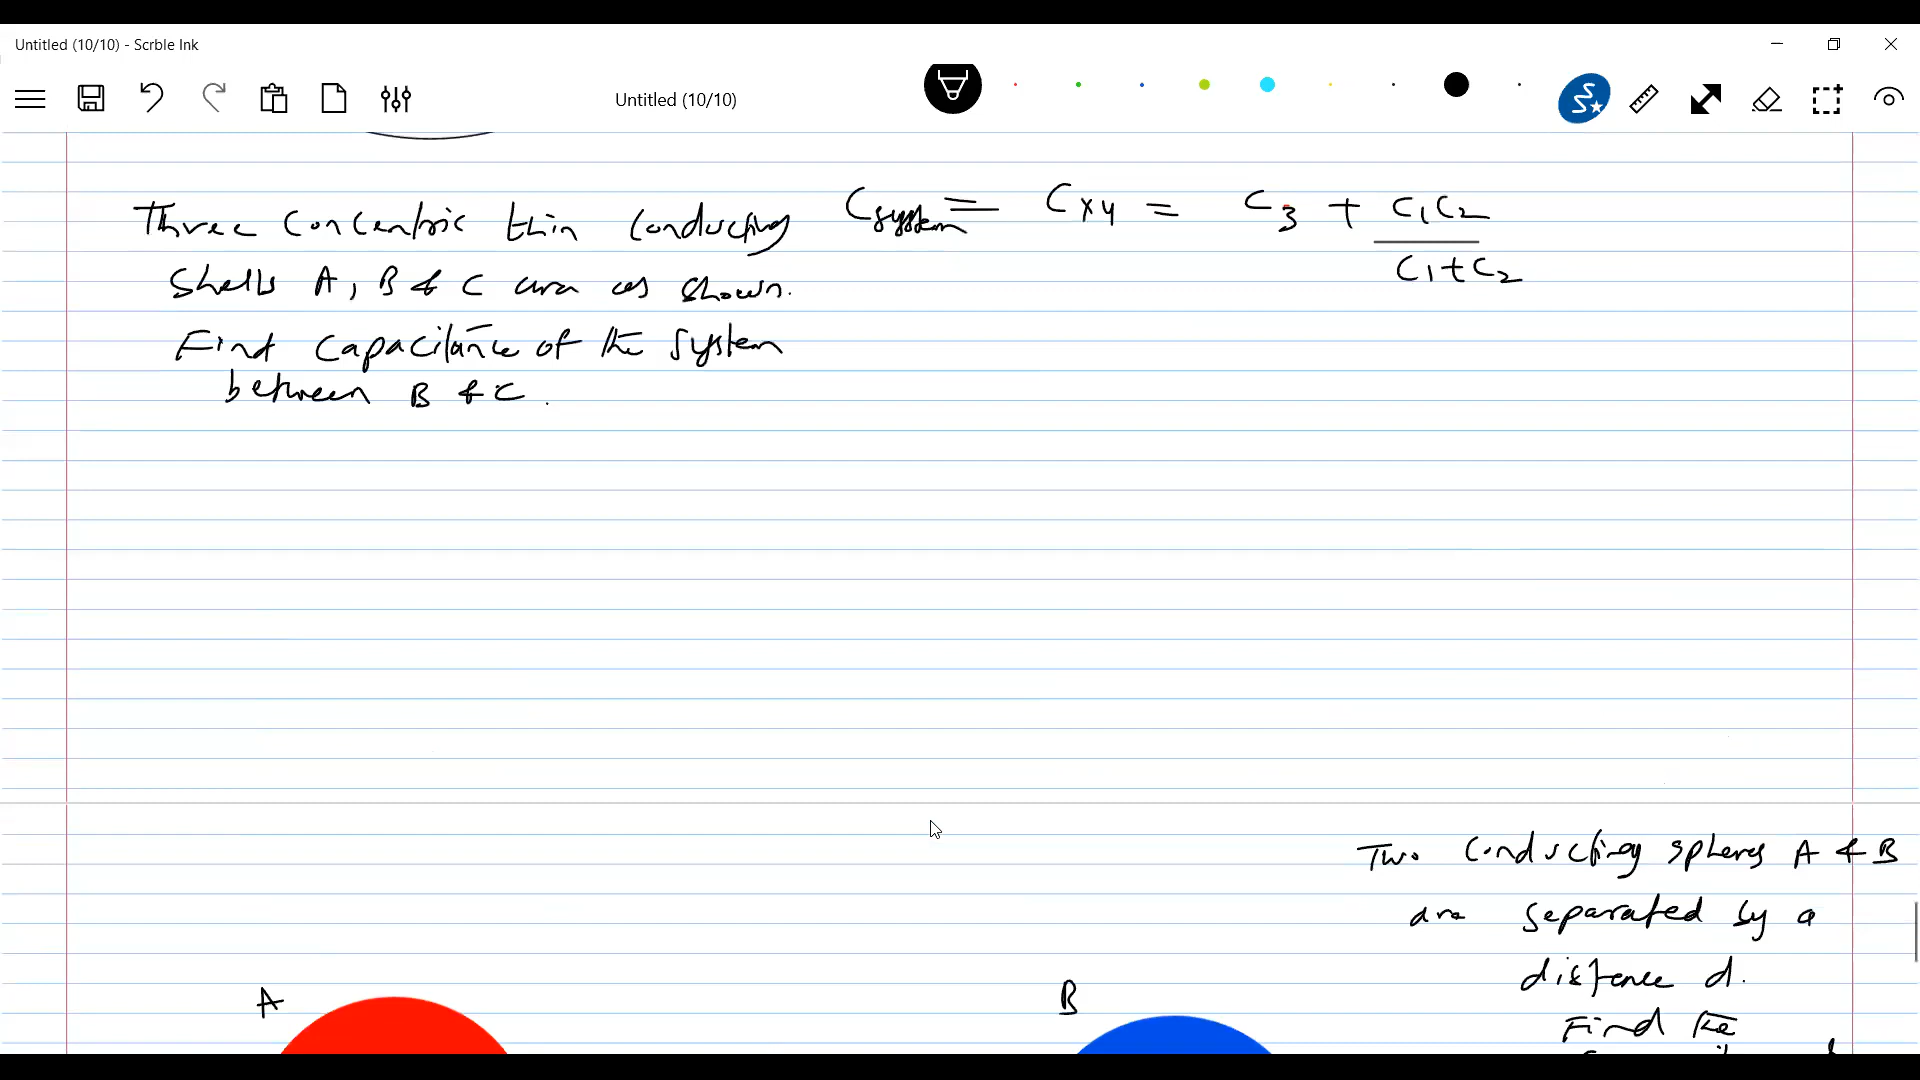 Untitled (10/10) - Scrble Ink
Untitled (10/10)
Three concentric thin conducting
shells A, B & C are as shown.
Find capacitance of the system
between B & C.
Csystem = Cxy = C3 + C1C2
C1+C2
Two conducting spheres A & B
are separated by a
distance d.
Find the
A
B